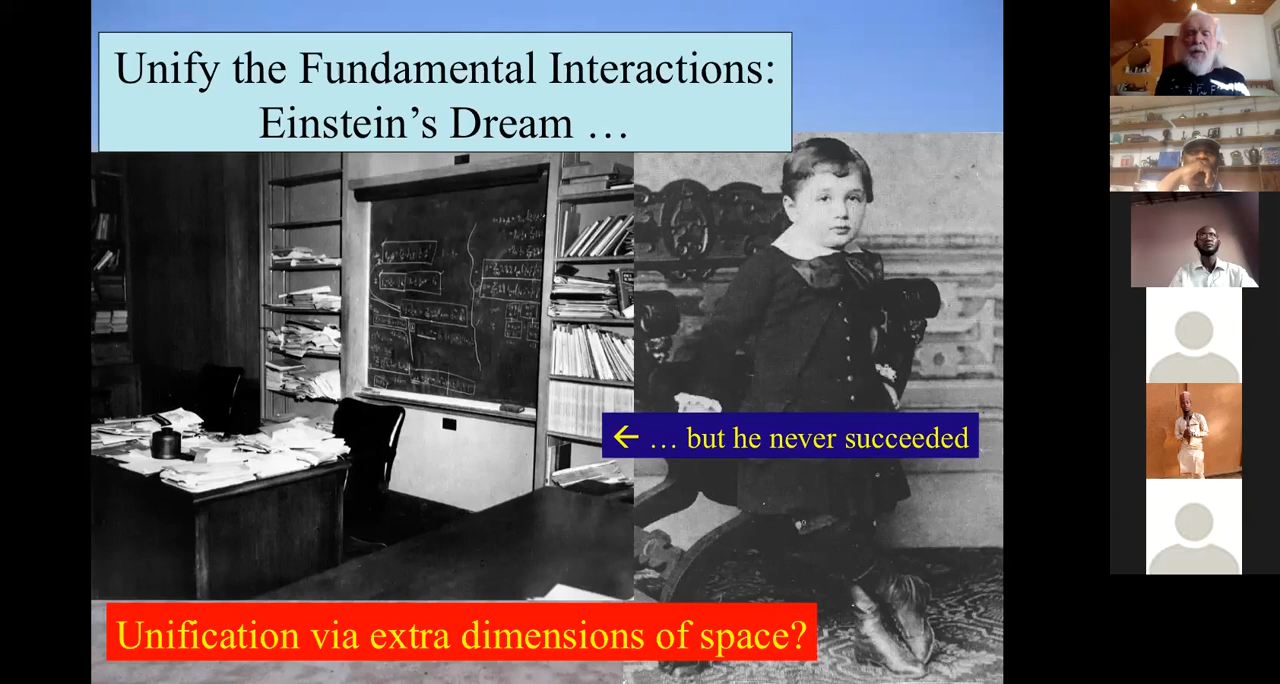 Unify the Fundamental Interactions:
Einstein’s Dream …
← … but he never succeeded
Unification via extra dimensions of space?